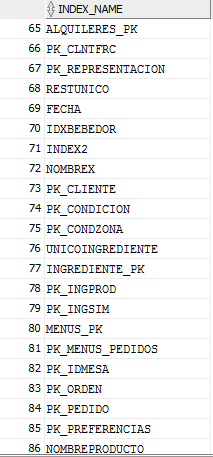 INDEX_NAME
65 ALQUILERES_PK
66 PK_CLNTFRC
67 PK_REPRESENTACION
68 RESTUNICO
69 FECHA
70 IDXBEBEDOR
71 INDEX2
72 NOMBREX
73 PK_CLIENTE
74 PK_CONDICION
75 PK_CONDZONA
76 UNICOINGREDIENTE
77 INGREDIENTE_PK
78 PK_INGPROD
79 PK_INGSIM
80 MENUS_PK
81 PK_MENUS_PEDIDOS
82 PK_IDMESA
83 PK_ORDEN
84 PK_PEDIDO
85 PK_PREFERENCIAS
86 NOMBREPRODUCTO